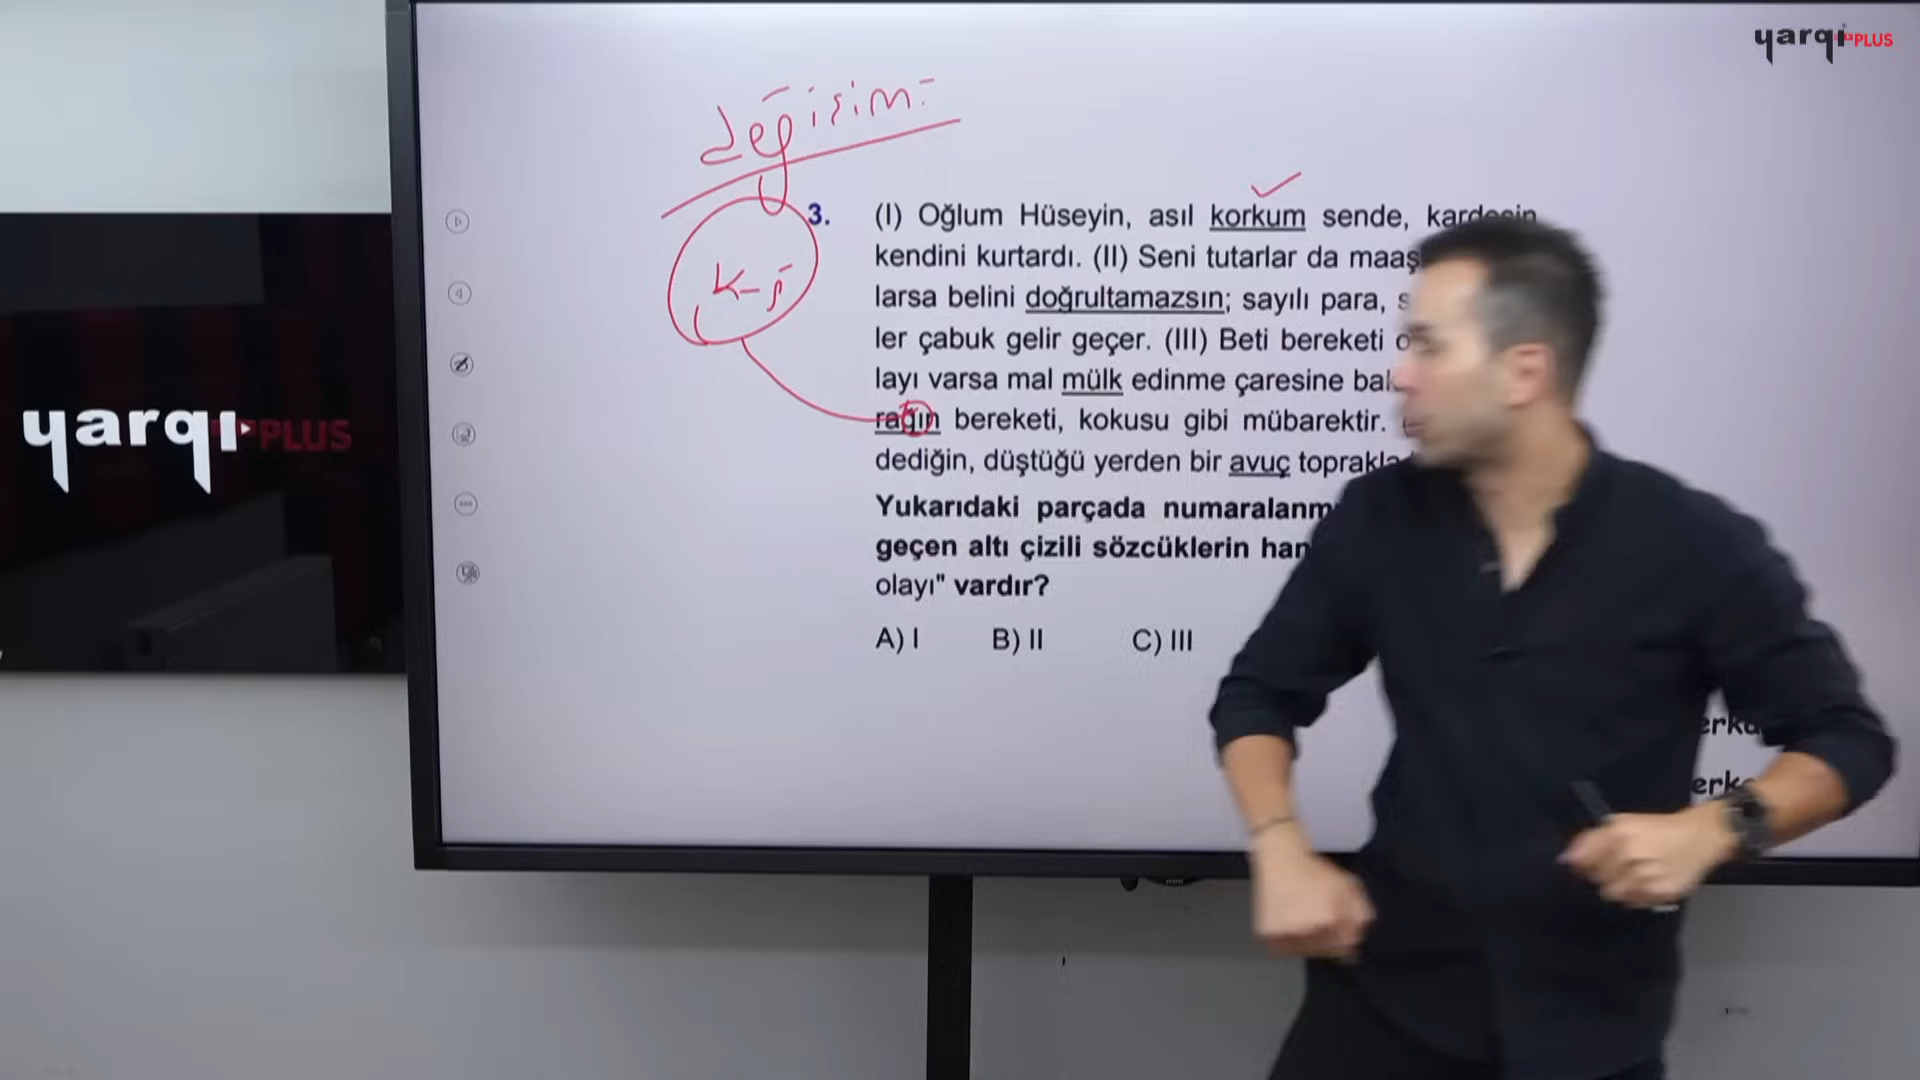 yarqı PLUS
değişim:
K-ğ
3. (I) Oğlum Hüseyin, asıl korkum sende, kardeşin
kendini kurtardı. (II) Seni tutarlar da maaş
larsa belini doğrultamazsın; sayılı para,
ler çabuk gelir geçer. (III) Beti bereketi
layı varsa mal mülk edinme çaresine
rağın bereketi, kokusu gibi mübarektir.
dediğin, düştüğü yerden bir avuç toprakla
Yukarıdaki parçada
geçen altı çizili sözcüklerin
olayı" vardır?
A) I B) II C) III
yarqı PLUS